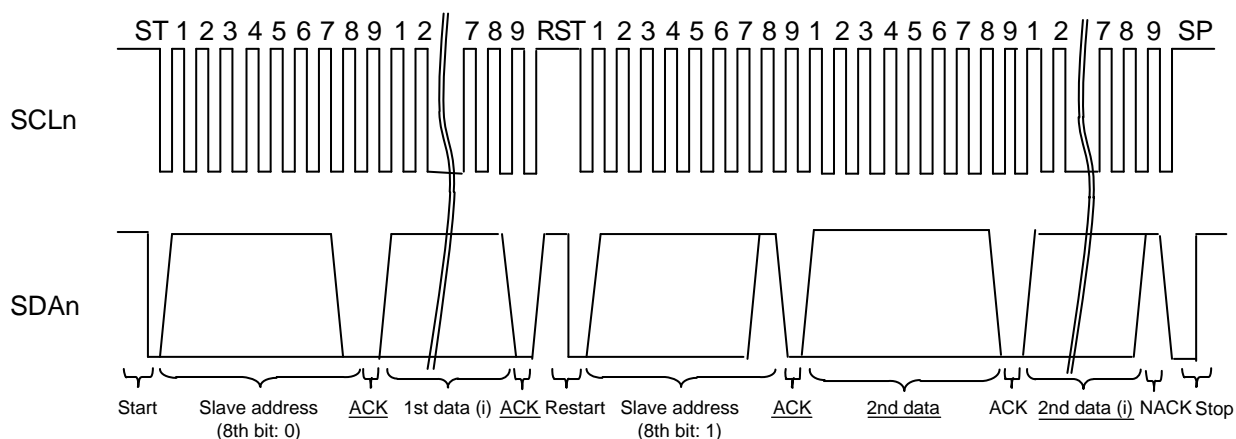 ST 1 2 3 4 5 6 7 8 9 1 2 7 8 9 RST 1 2 3 4 5 6 7 8 9 1 2 3 4 5 6 7 8 9 1 2 7 8 9 SP
SCLn
SDAn
Start Slave address ACK 1st data (i) ACK Restart Slave address ACK 2nd data ACK 2nd data (i) NACK Stop
(8th bit: 0) (8th bit: 1)